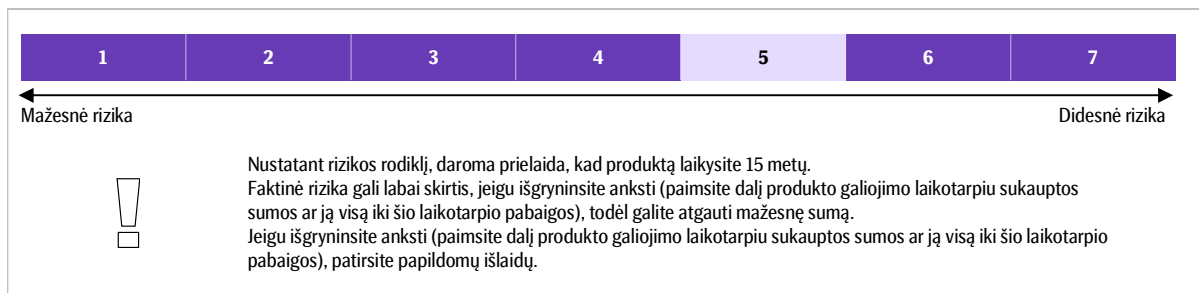 1 2 3 4 5 6 7
Mažesnė rizika Didesnė rizika
Nustatant rizikos rodiklį, daroma prielaida, kad produktą laikysite 15 metų.
Faktinė rizika gali labai skirtis, jeigu išgryninsite anksti (paimsite dalį produkto galiojimo laikotarpiu sukauptos
sumos ar ją visą iki šio laikotarpio pabaigos), todėl galite atgauti mažesnę sumą.
Jeigu išgryninsite anksti (paimsite dalį produkto galiojimo laikotarpiu sukauptos sumos ar ją visą iki šio laikotarpio
pabaigos), patirsite papildomų išlaidų.